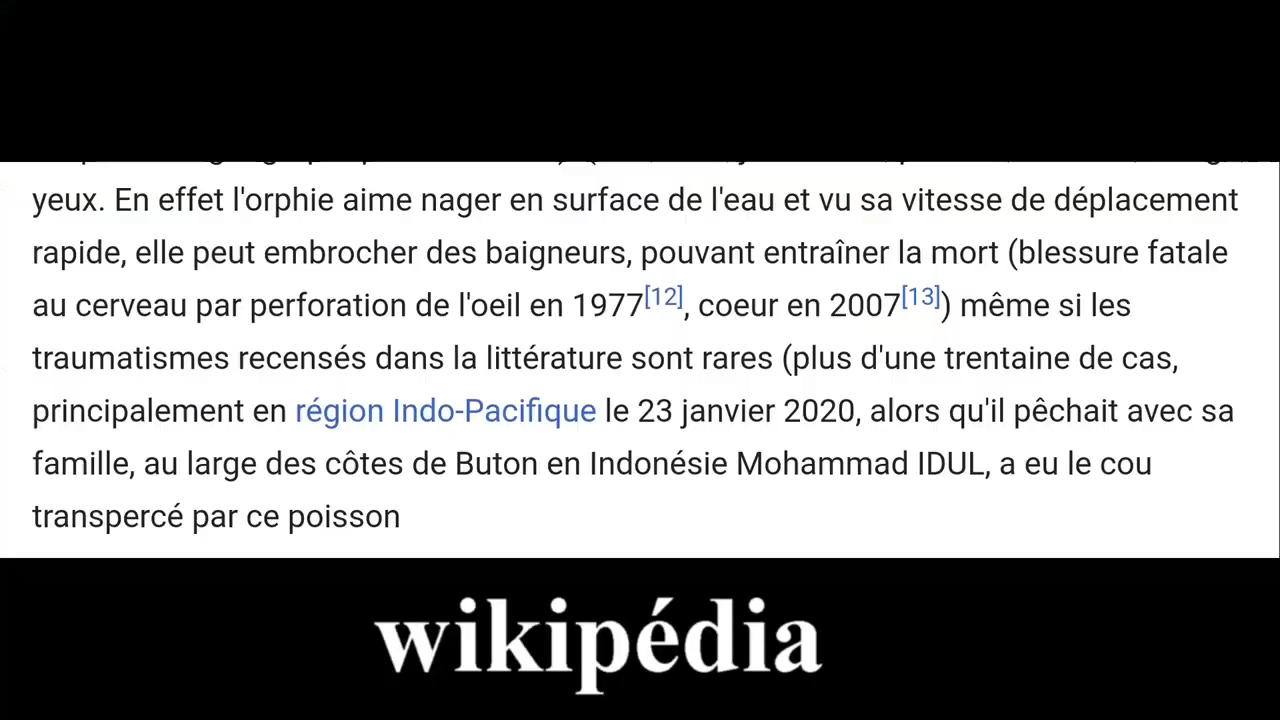 yeux. En effet l'orphie aime nager en surface de l'eau et vu sa vitesse de déplacement
rapide, elle peut embrocher des baigneurs, pouvant entraîner la mort (blessure fatale
au cerveau par perforation de l'oeil en 1977[12], coeur en 2007[13]) même si les
traumatismes recensés dans la littérature sont rares (plus d'une trentaine de cas,
principalement en région Indo-Pacifique le 23 janvier 2020, alors qu'il pêchait avec sa
famille, au large des côtes de Buton en Indonésie Mohammad IDUL, a eu le cou
transpercé par ce poisson
wikipédia